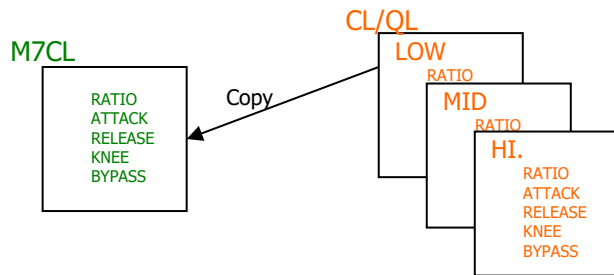 M7CL
RATIO
ATTACK
RELEASE
KNEE
BYPASS
Copy
CL/QL
LOW
RATIO
MID
RATIO
HI.
RATIO
ATTACK
RELEASE
KNEE
BYPASS